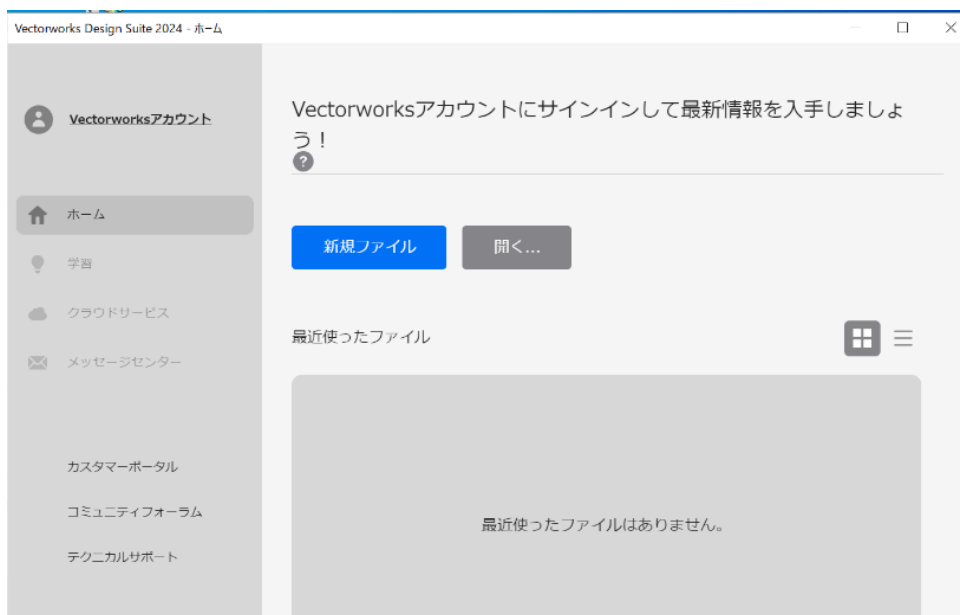 Vectorworks Design Suite 2024 - ホーム
Vectorworksアカウント
ホーム
学習
クラウドサービス
メッセージセンター
カスタマーポータル
コミュニティフォーラム
テクニカルサポート
Vectorworksアカウントにサインインして最新情報を入手しましょ
う！
?
新規ファイル
開く...
最近使ったファイル
最近使ったファイルはありません。